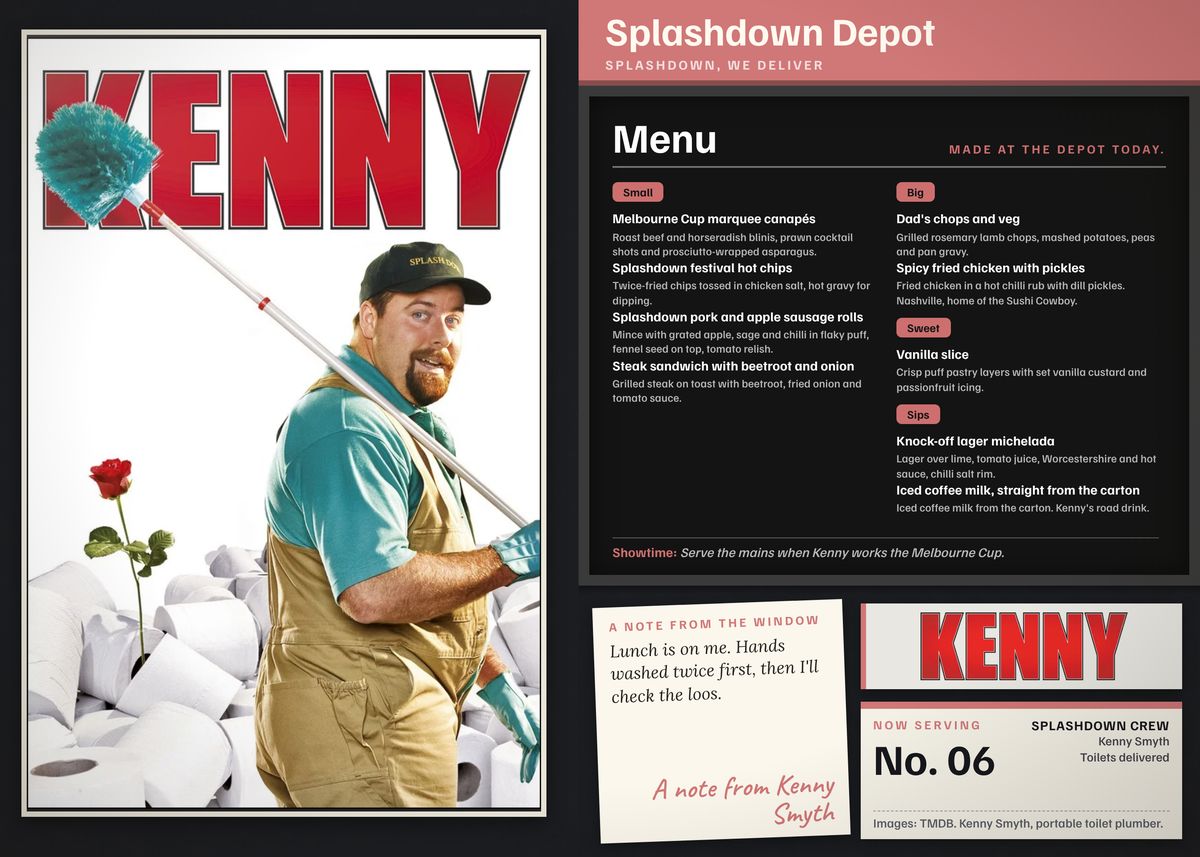 KENNY
SPLASH DO
Splashdown Depot
SPLASHDOWN, WE DELIVER
Menu
MADE AT THE DEPOT TODAY.
Small
Melbourne Cup marquee canapés
Roast beef and horseradish blinis, prawn cocktail
shots and prosciutto-wrapped asparagus.
Splashdown festival hot chips
Twice-fried chips tossed in chicken salt, hot gravy for
dipping.
Splashdown pork and apple sausage rolls
Mince with grated apple, sage and chilli in flaky puff,
fennel seed on top, tomato relish.
Steak sandwich with beetroot and onion
Grilled steak on toast with beetroot, fried onion and
tomato sauce.
Big
Dad's chops and veg
Grilled rosemary lamb chops, mashed potatoes, peas
and pan gravy.
Spicy fried chicken with pickles
Fried chicken in a hot chilli rub with dill pickles.
Nashville, home of the Sushi Cowboy.
Sweet
Vanilla slice
Crisp puff pastry layers with set vanilla custard and
passionfruit icing.
Sips
Knock-off lager michelada
Lager over lime, tomato juice, Worcestershire and hot
sauce, chilli salt rim.
Iced coffee milk, straight from the carton
Iced coffee milk from the carton. Kenny's road drink.
Showtime: Serve the mains when Kenny works the Melbourne Cup.
A NOTE FROM THE WINDOW
Lunch is on me. Hands
washed twice first, then I'll
check the loos.
A note from Kenny
Smyth
KENNY
NOW SERVING
No. 06
SPLASHDOWN CREW
Kenny Smyth
Toilets delivered
Images: TMDB. Kenny Smyth, portable toilet plumber.